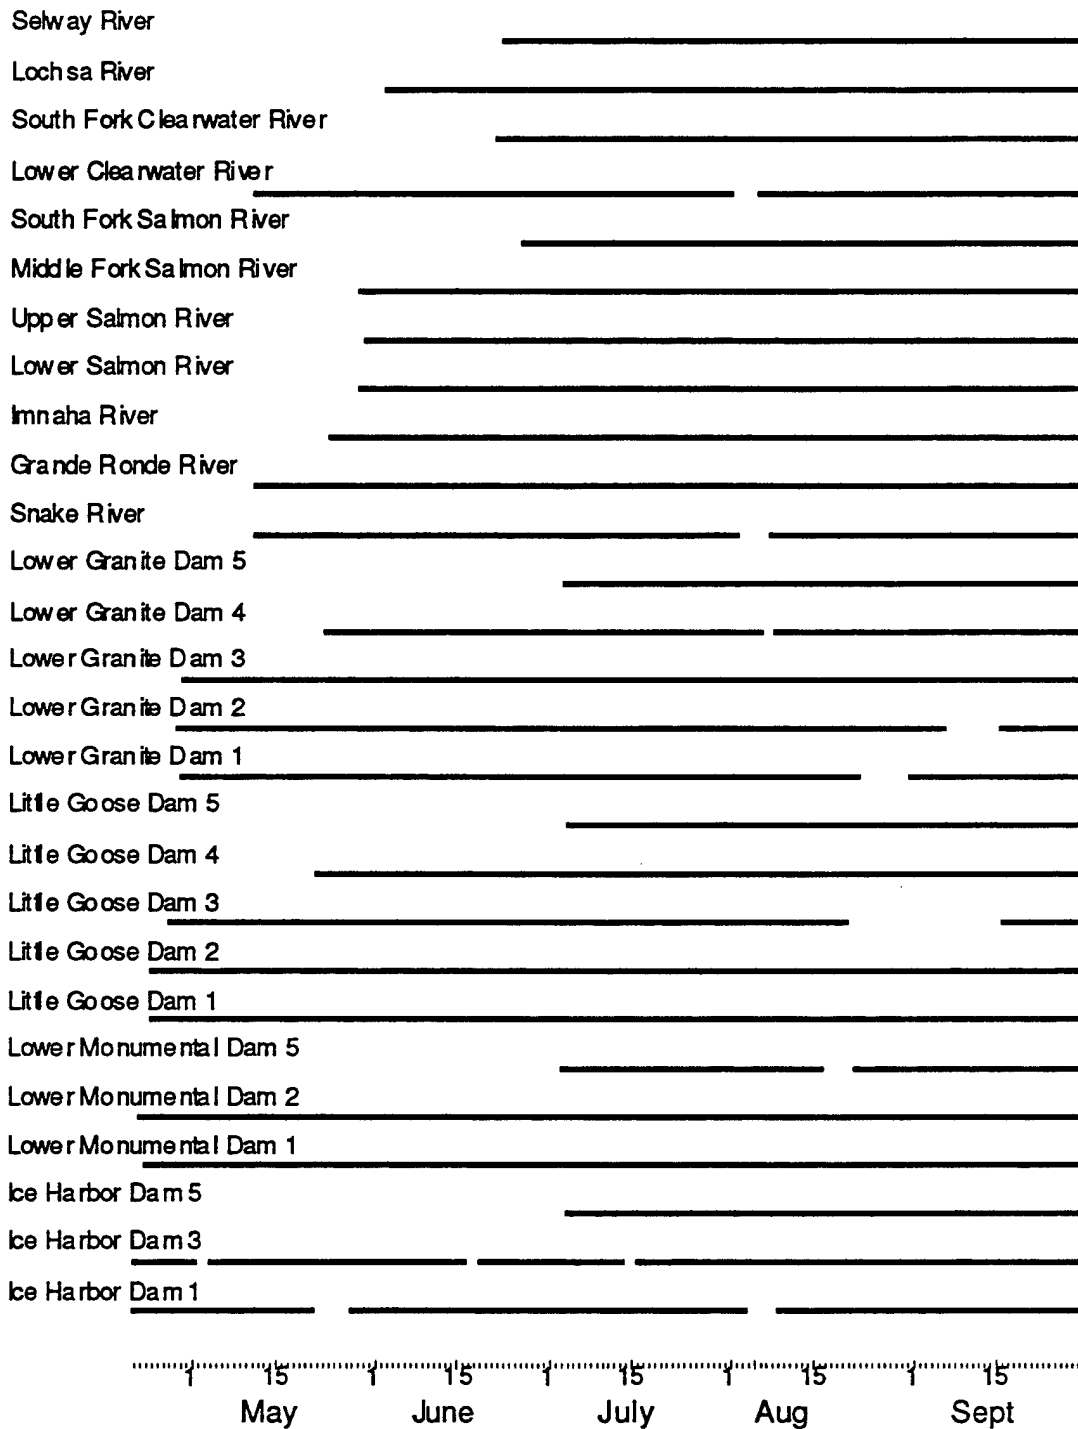 Selway River
Lochsa River
South Fork Clearwater River
Lower Clearwater River
South Fork Salmon River
Middle Fork Salmon River
Upper Salmon River
Lower Salmon River
Imnaha River
Grande Ronde River
Snake River
Lower Granite Dam 5
Lower Granite Dam 4
Lower Granite Dam 3
Lower Granite Dam 2
Lower Granite Dam 1
Little Goose Dam 5
Little Goose Dam 4
Little Goose Dam 3
Little Goose Dam 2
Little Goose Dam 1
Lower Monumental Dam 5
Lower Monumental Dam 2
Lower Monumental Dam 1
Ice Harbor Dam 5
Ice Harbor Dam 3
Ice Harbor Dam 1
1 15 1 15 1 15 1 15 1 15
May June July Aug Sept